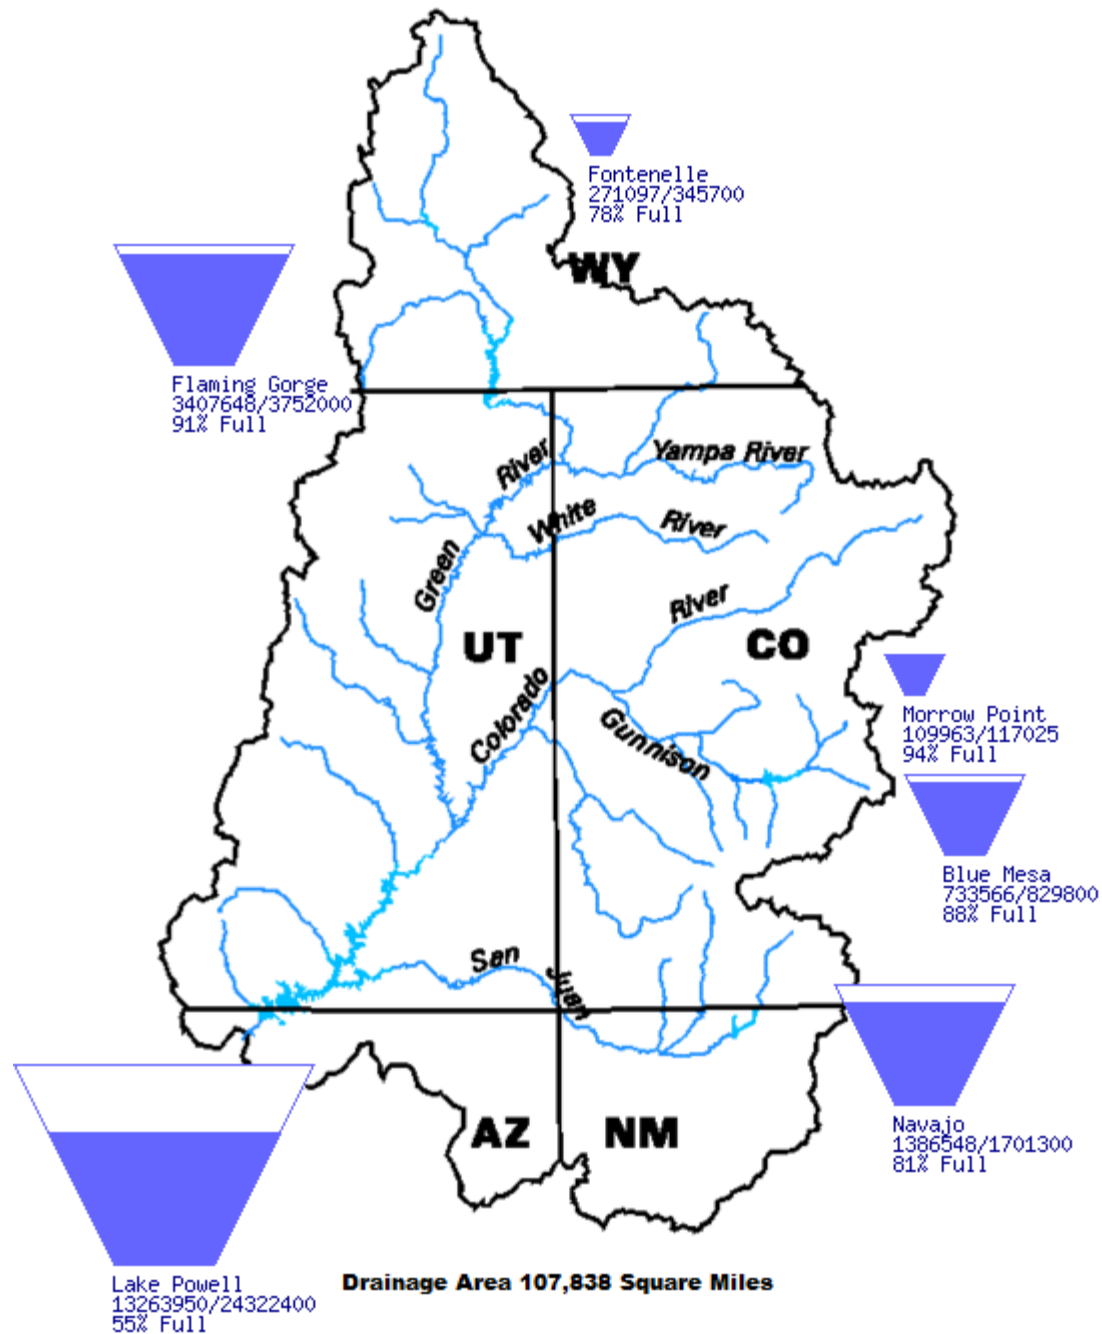 Fontenelle
271097/345700
78% Full
WY
Flaming Gorge
3407648/3752000
91% Full
River
Yampa River
White
River
Green
River
UT
CO
Colorado
Gunnison
Morrow Point
109963/117025
94% Full
Blue Mesa
733566/829800
88% Full
San
Juan
AZ
NM
Navajo
1386548/1701300
81% Full
Lake Powell
13263950/24322400
55% Full
Drainage Area 107,838 Square Miles